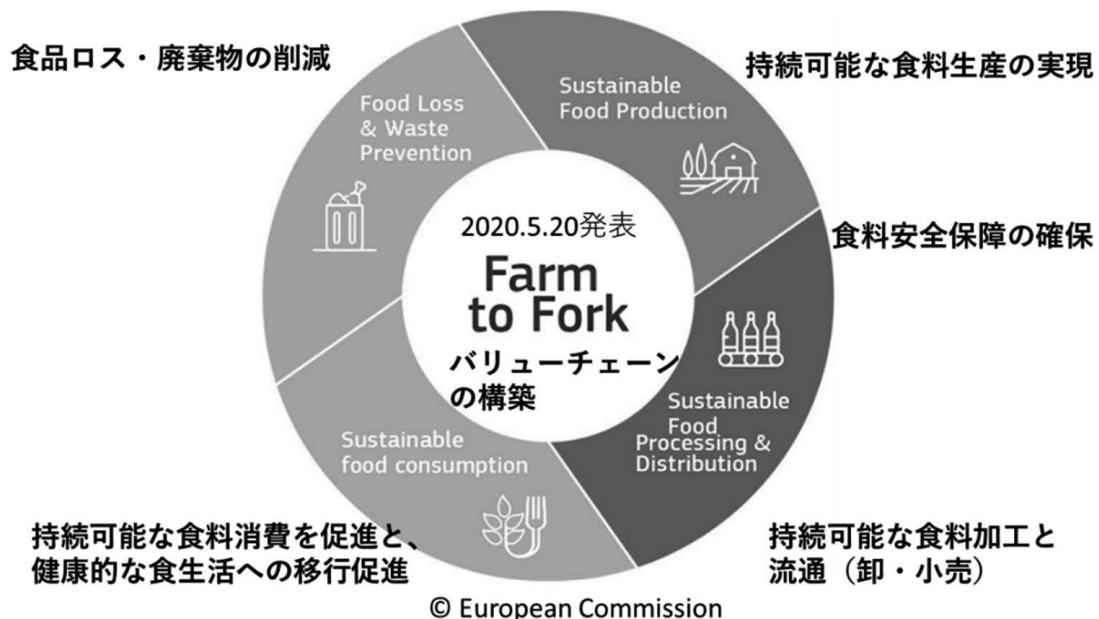 食品ロス・廃棄物の削減
持続可能な食料生産の実現
Food Loss
& Waste
Prevention
Sustainable
Food Production
食料安全保障の確保
2020.5.20発表
Farm
to Fork
バリューチェーン
の構築
Sustainable
Food
Processing &
Distribution
Sustainable
food consumption
持続可能な食料消費を促進と、
健康的な食生活への移行促進
持続可能な食料加工と
流通（卸・小売）
© European Commission